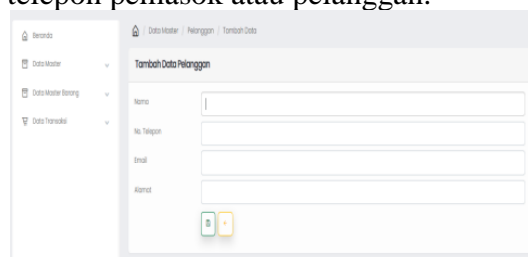 telepon pemasok atau pelanggan.
Beranda
/ Data Master / Pelanggan / Tambah Data
Data Master
Tambah Data Pelanggan
Data Master Barang
Nama
Data Transaksi
No. Telepon
Email
Alamat